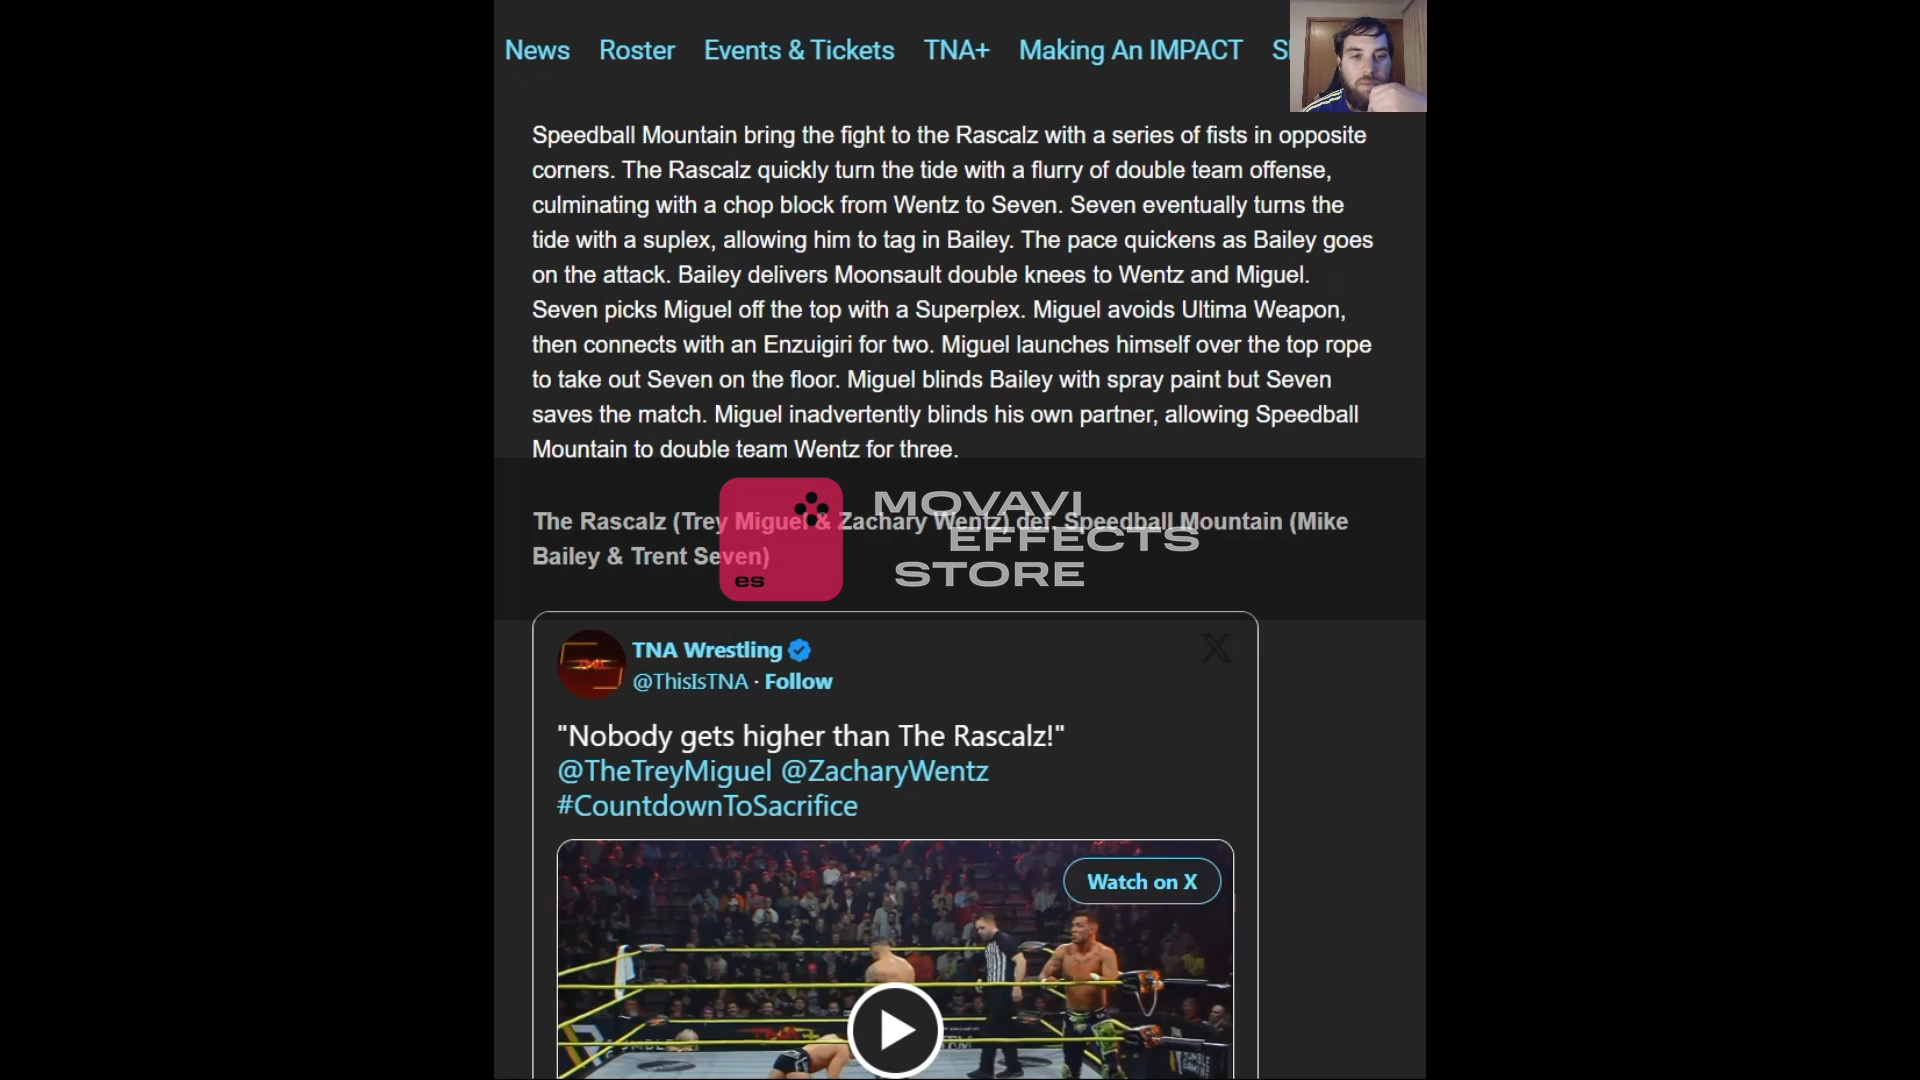 News Roster Events & Tickets TNA+ Making An IMPACT
Speedball Mountain bring the fight to the Rascalz with a series of fists in opposite
corners. The Rascalz quickly turn the tide with a flurry of double team offense,
culminating with a chop block from Wentz to Seven. Seven eventually turns the
tide with a suplex, allowing him to tag in Bailey. The pace quickens as Bailey goes
on the attack. Bailey delivers Moonsault double knees to Wentz and Miguel.
Seven picks Miguel off the top with a Superplex. Miguel avoids Ultima Weapon,
then connects with an Enzuigiri for two. Miguel launches himself over the top rope
to take out Seven on the floor. Miguel blinds Bailey with spray paint but Seven
saves the match. Miguel inadvertently blinds his own partner, allowing Speedball
Mountain to double team Wentz for three.
MOVAVI
EFFECTS
STORE
es
The Rascalz (Trey Miguel & Zachary Wentz) def. Speedball Mountain (Mike
Bailey & Trent Seven)
TNA Wrestling
@ThisIsTNA · Follow
"Nobody gets higher than The Rascalz!"
@TheTreyMiguel @ZacharyWentz
#CountdownToSacrifice
Watch on X